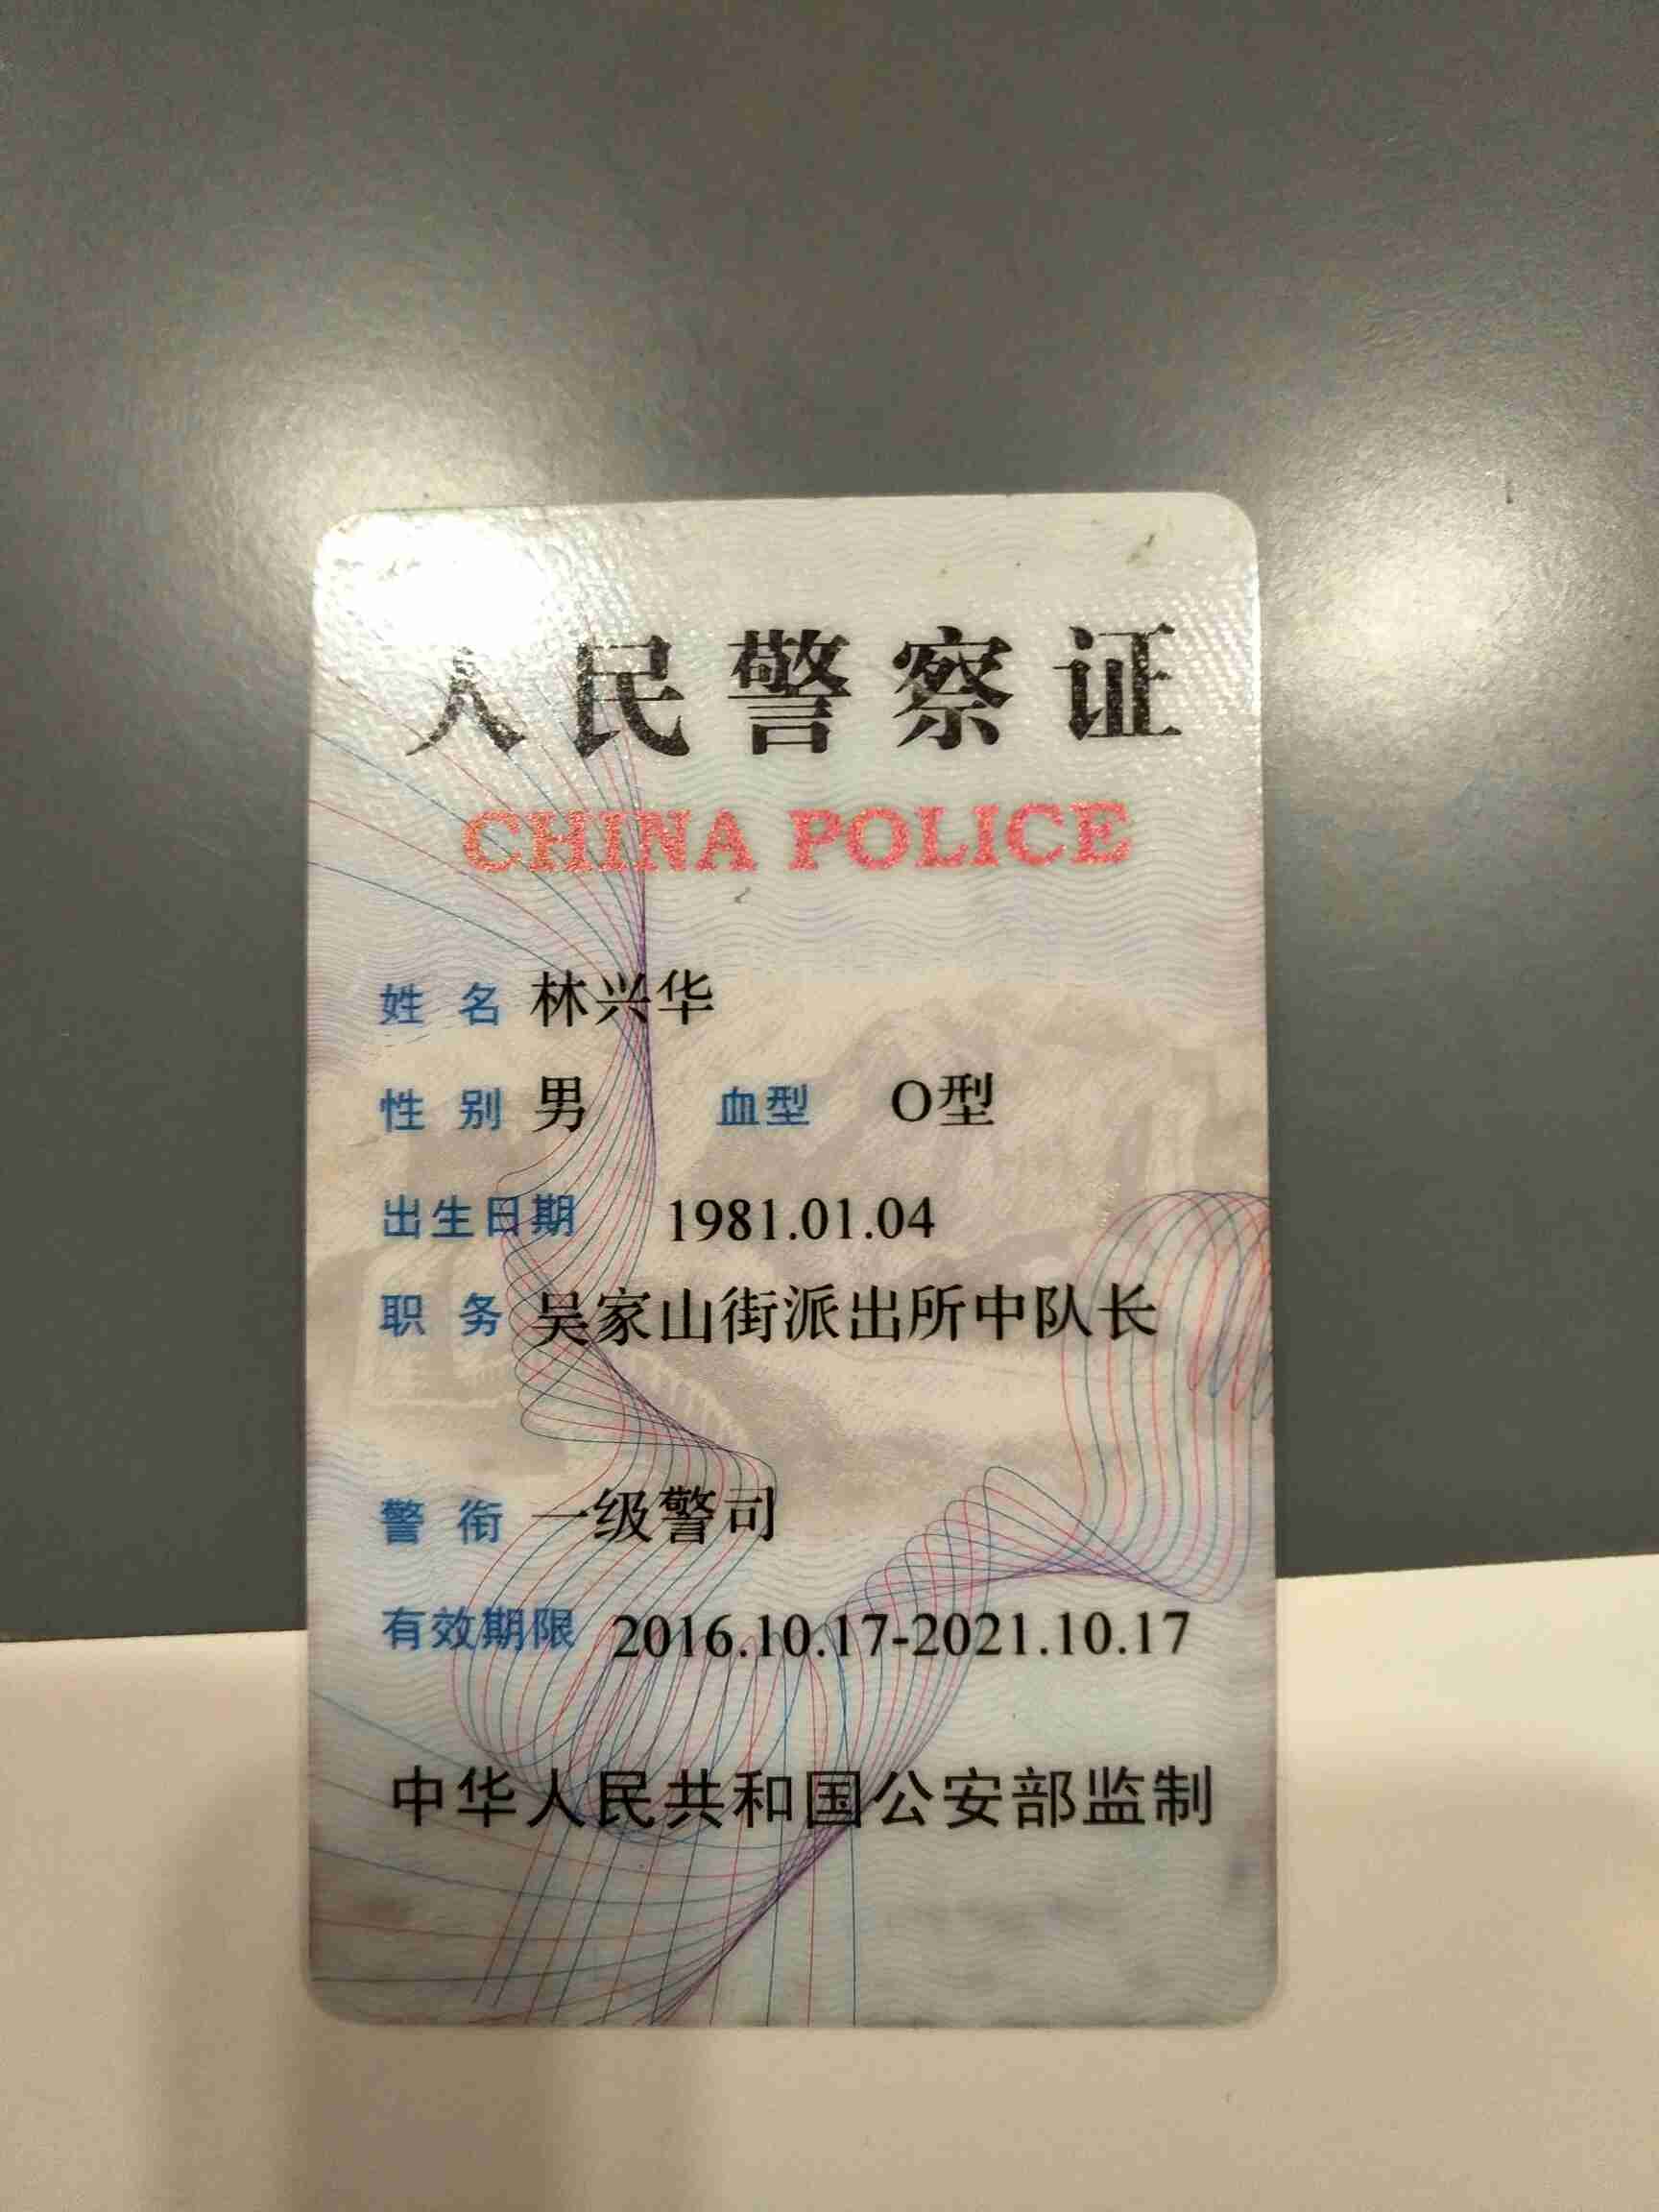 人民警察证
CHINA POLICE
姓 名 林兴华
性 别 男 血型 O型
出生日期 1981.01.04
职 务 吴家山街派出所中队长
警 衔 一级警司
有效期限 2016.10.17-2021.10.17
中华人民共和国公安部监制